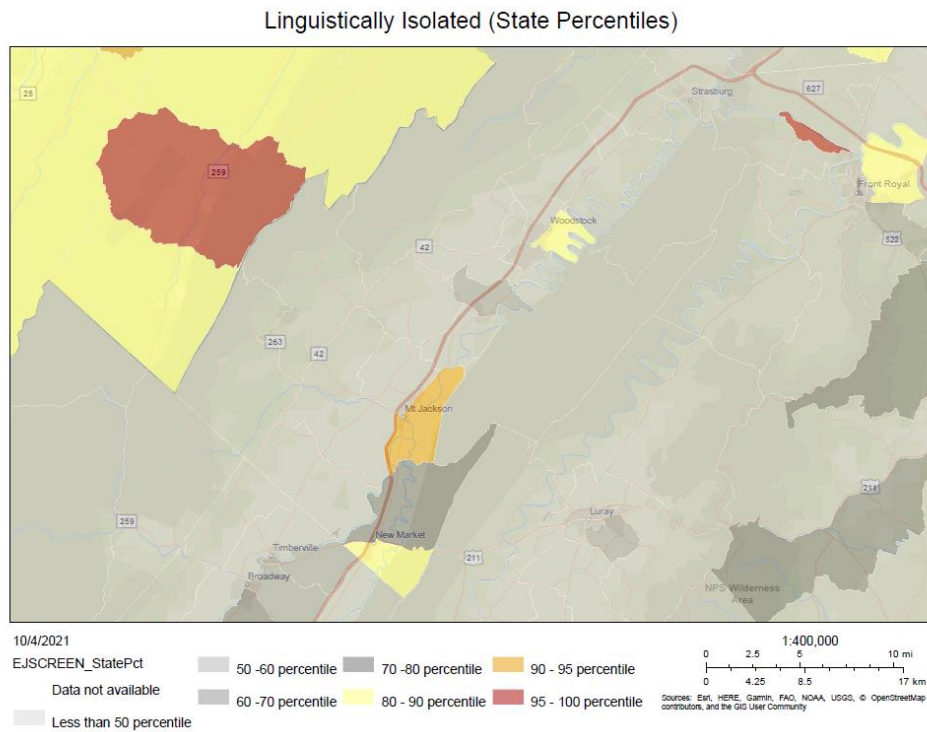 Linguistically Isolated (State Percentiles)
28
Strasburg
627
259
Front Royal
Woodstock
42
522
263
42
Mt Jackson
211
259
Luray
New Market
Timberville
211
Broadway
NPS Wilderness
Area
10/4/2021
EJSCREEN_StatePct
Data not available
Less than 50 percentile
50 -60 percentile
60 -70 percentile
70 -80 percentile
80 - 90 percentile
90 - 95 percentile
95 - 100 percentile
1:400,000
0 2.5 5 10 mi
0 4.25 8.5 17 km
Sources: Esri, HERE, Garmin, FAO, NOAA, USGS, © OpenStreetMap
contributors, and the GIS User Community